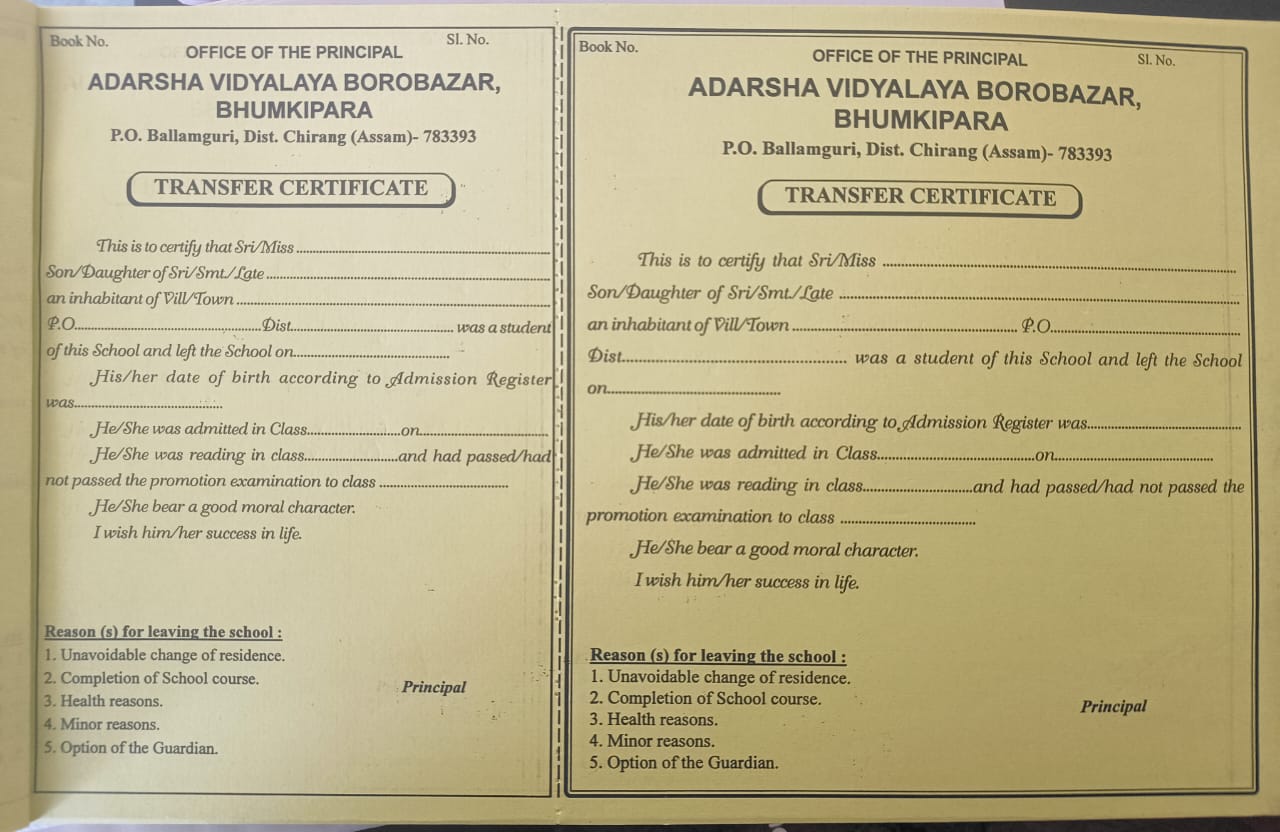 Book No.
Sl. No.
OFFICE OF THE PRINCIPAL
ADARSHA VIDYALAYA BOROBAZAR,
BHUMKIPARA
P.O. Ballamguri, Dist. Chirang (Assam)- 783393
TRANSFER CERTIFICATE
This is to certify that Sri/Miss ............................................................
Son/Daughter of Sri/Smt./Late ............................................................
an inhabitant of Vill/Town ............................................................
P.O............................................Dist........................................ was a student
of this School and left the School on........................................
His/her date of birth according to Admission Register
was........................................
He/She was admitted in Class.........................on..............................
He/She was reading in class.........................and had passed/had
not passed the promotion examination to class ..............................
He/She bear a good moral character.
I wish him/her success in life.
Reason (s) for leaving the school :
1. Unavoidable change of residence.
2. Completion of School course.
3. Health reasons.
4. Minor reasons.
5. Option of the Guardian.
Principal
Book No.
Sl. No.
OFFICE OF THE PRINCIPAL
ADARSHA VIDYALAYA BOROBAZAR,
BHUMKIPARA
P.O. Ballamguri, Dist. Chirang (Assam)- 783393
TRANSFER CERTIFICATE
This is to certify that Sri/Miss ............................................................
Son/Daughter of Sri/Smt./Late ............................................................
an inhabitant of Vill/Town ............................................................ P.O..................................................
Dist............................................................ was a student of this School and left the School
on..................................................
His/her date of birth according to Admission Register was........................................
He/She was admitted in Class........................................on........................................
He/She was reading in class..............................and had passed/had not passed the
promotion examination to class ........................................
He/She bear a good moral character.
I wish him/her success in life.
Reason (s) for leaving the school :
1. Unavoidable change of residence.
2. Completion of School course.
3. Health reasons.
4. Minor reasons.
5. Option of the Guardian.
Principal